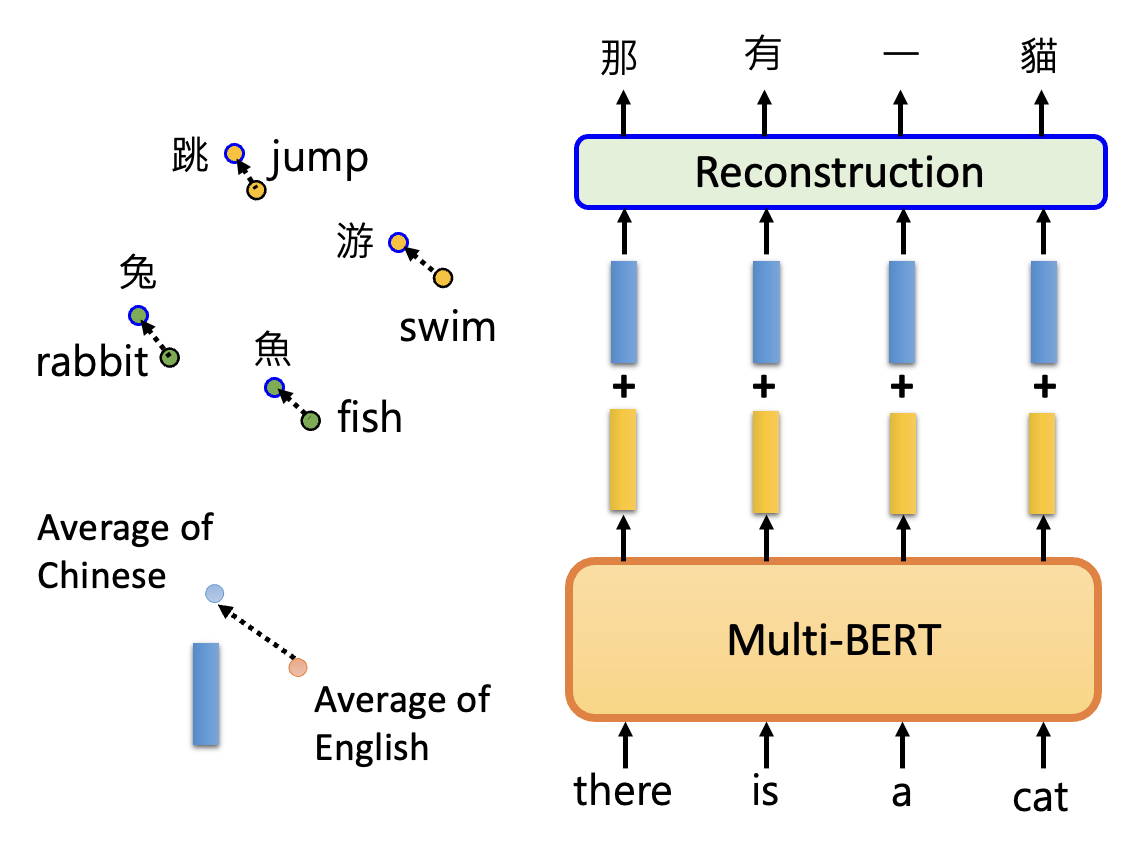 跳 jump
游
swim
兔
rabbit
魚
fish
Average of
Chinese
Average of
English
那 有 一 貓
Reconstruction
+ + + +
Multi-BERT
there is a cat